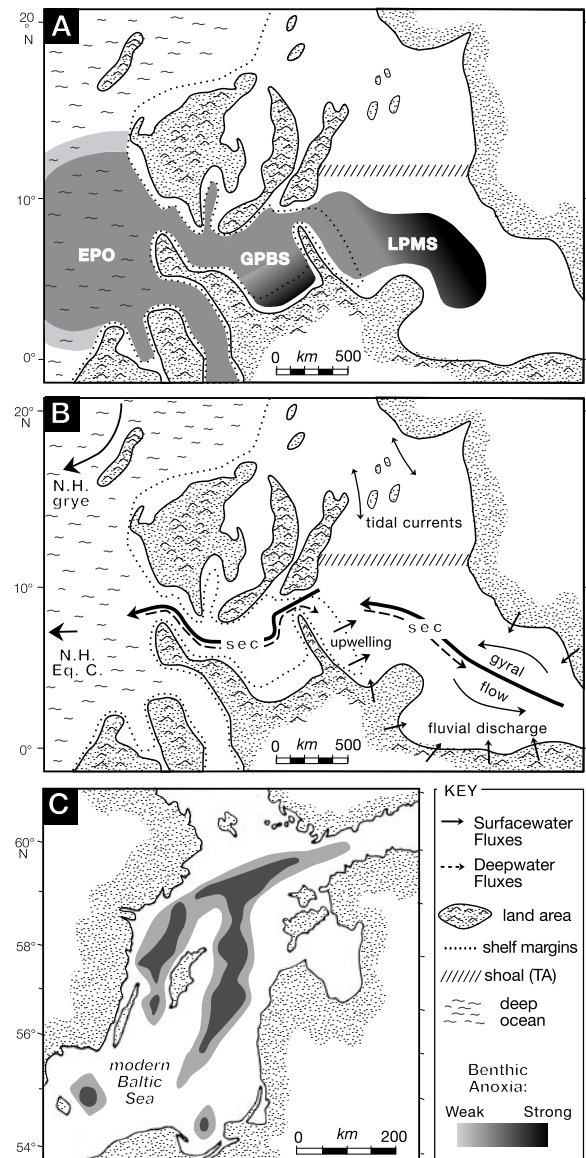 A
20
°
N
10°
0°
EPO
GPBS
LPMS
0 km 500
B
20°
N
10°
0°
N.H.
grye
N.H.
Eq. C.
tidal currents
sec
sec
upwelling
gyral
flow
fluvial discharge
0 km 500
C
60°
N
58°
56°
54°
modern
Baltic
Sea
0 km 200
KEY
Surfacewater
Fluxes
Deepwater
Fluxes
land area
shelf margins
shoal (TA)
deep
ocean
Benthic
Anoxia:
Weak Strong